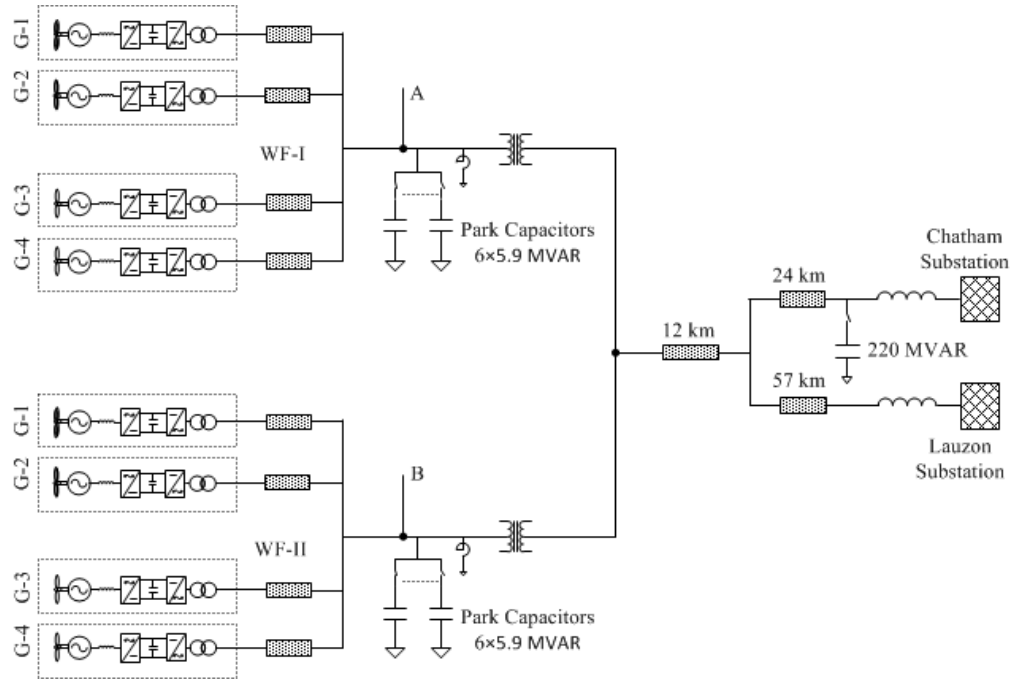 G-1
G-2
WF-I
G-3
G-4
A
Park Capacitors
6×5.9 MVAR
12 km
24 km
Chatham
Substation
220 MVAR
57 km
Lauzon
Substation
G-1
G-2
WF-II
G-3
G-4
B
Park Capacitors
6×5.9 MVAR